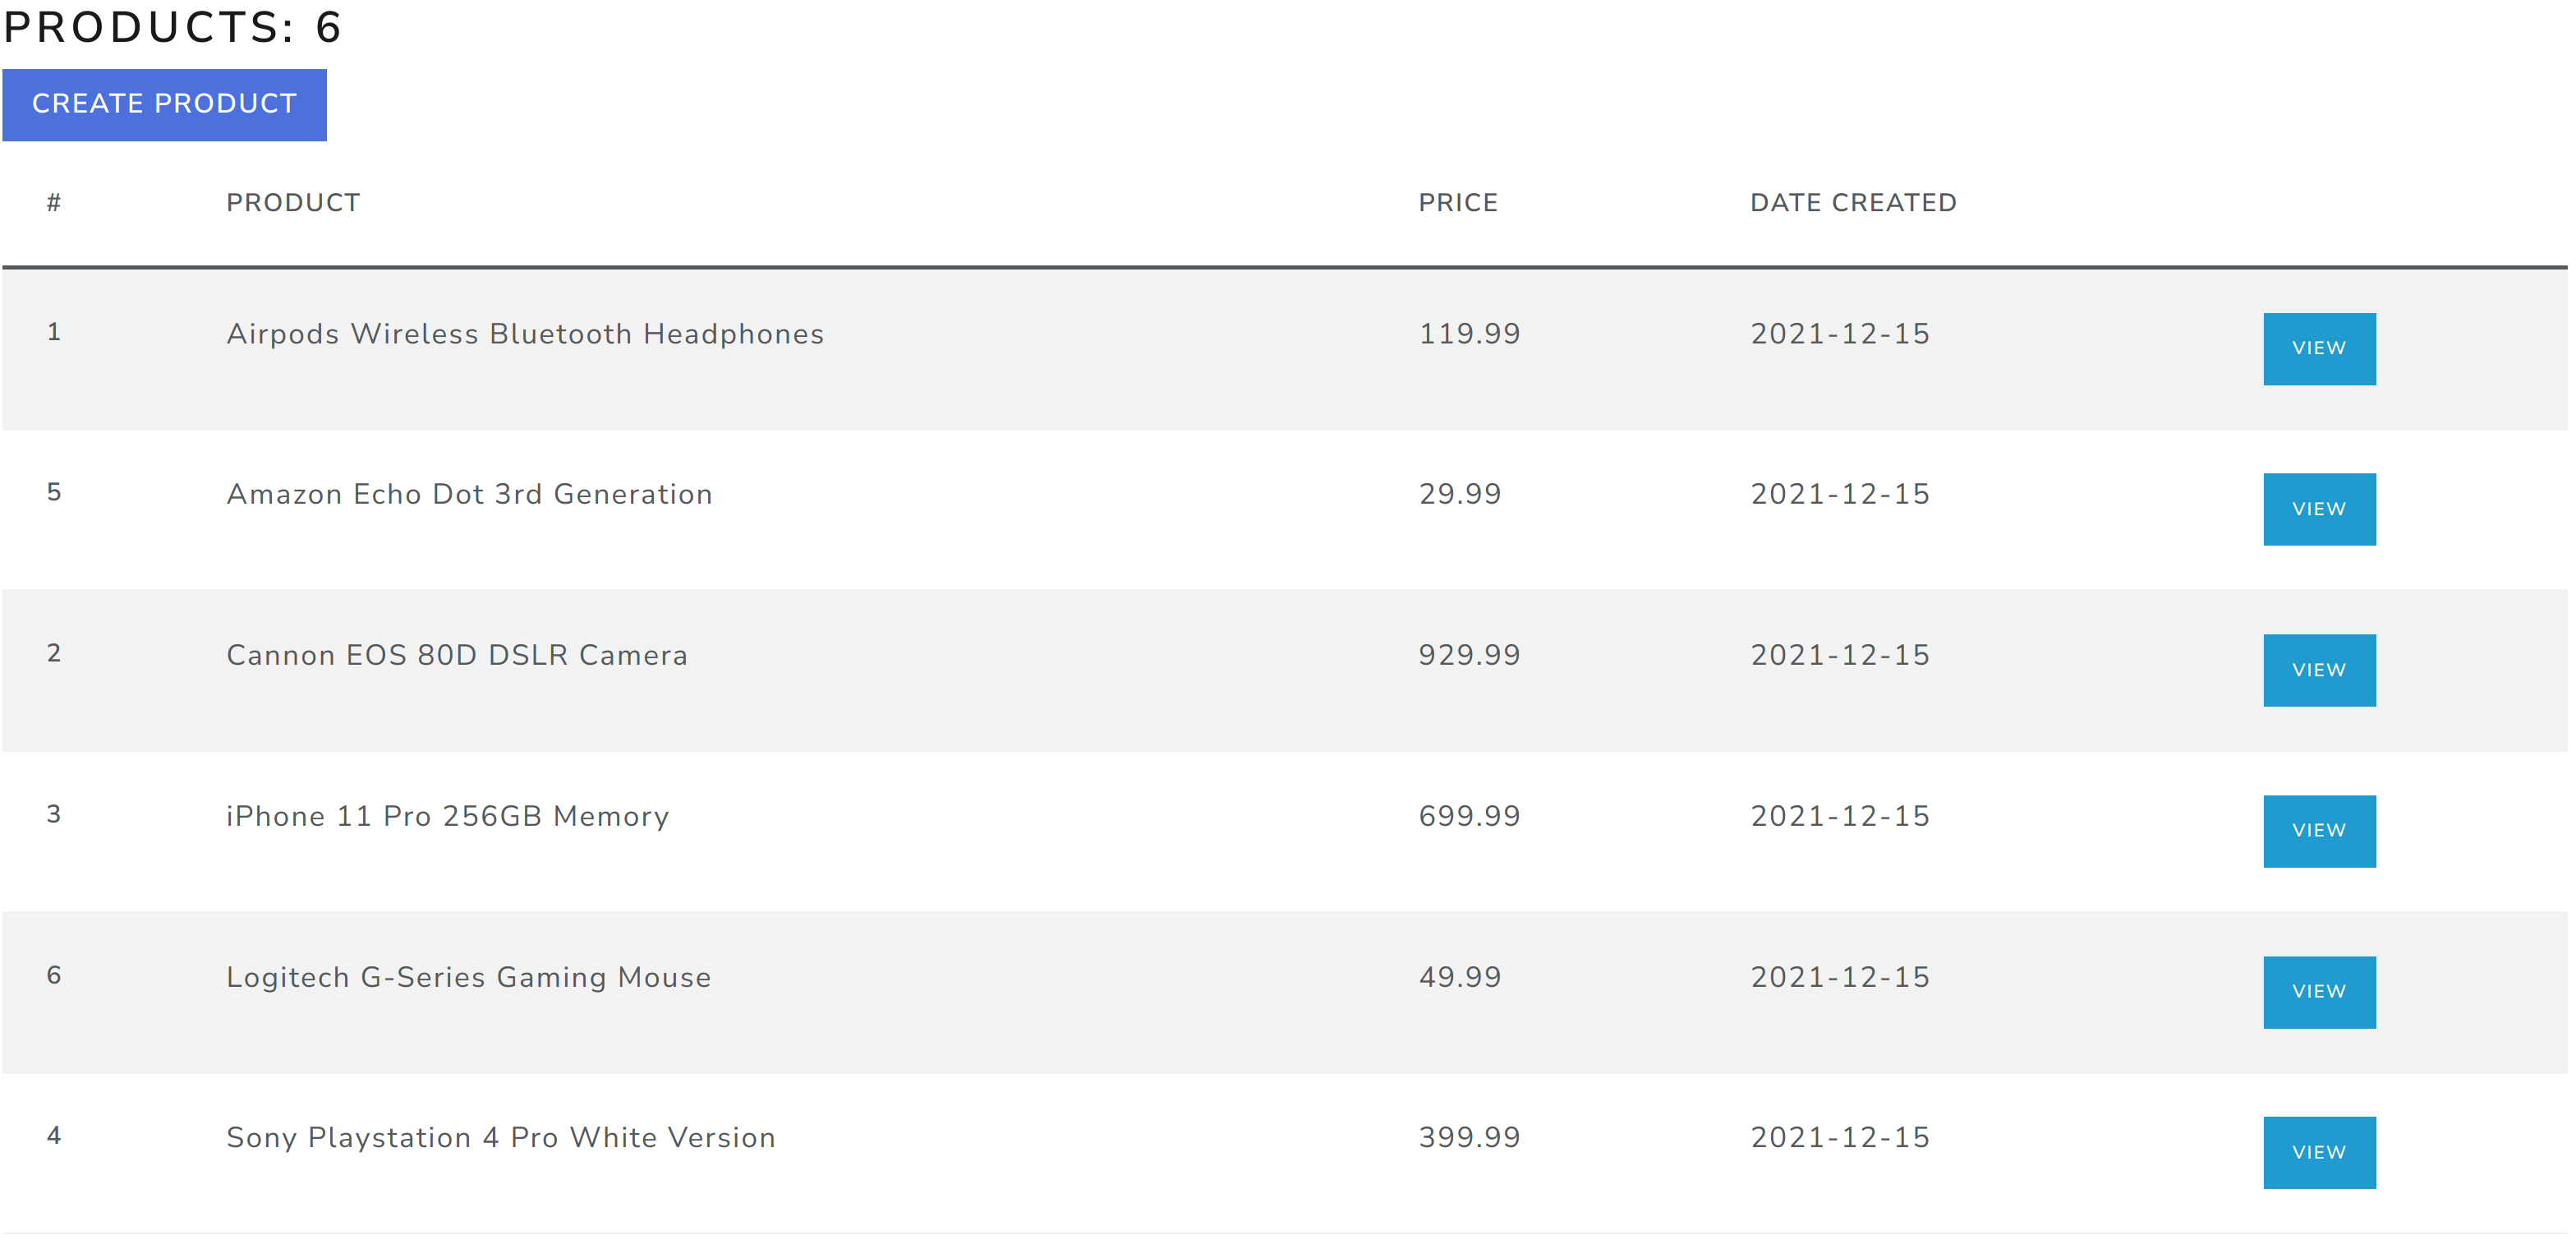 PRODUCTS: 6
CREATE PRODUCT
# PRODUCT PRICE DATE CREATED
1 Airpods Wireless Bluetooth Headphones 119.99 2021-12-15 VIEW
5 Amazon Echo Dot 3rd Generation 29.99 2021-12-15 VIEW
2 Cannon EOS 80D DSLR Camera 929.99 2021-12-15 VIEW
3 iPhone 11 Pro 256GB Memory 699.99 2021-12-15 VIEW
6 Logitech G-Series Gaming Mouse 49.99 2021-12-15 VIEW
4 Sony Playstation 4 Pro White Version 399.99 2021-12-15 VIEW